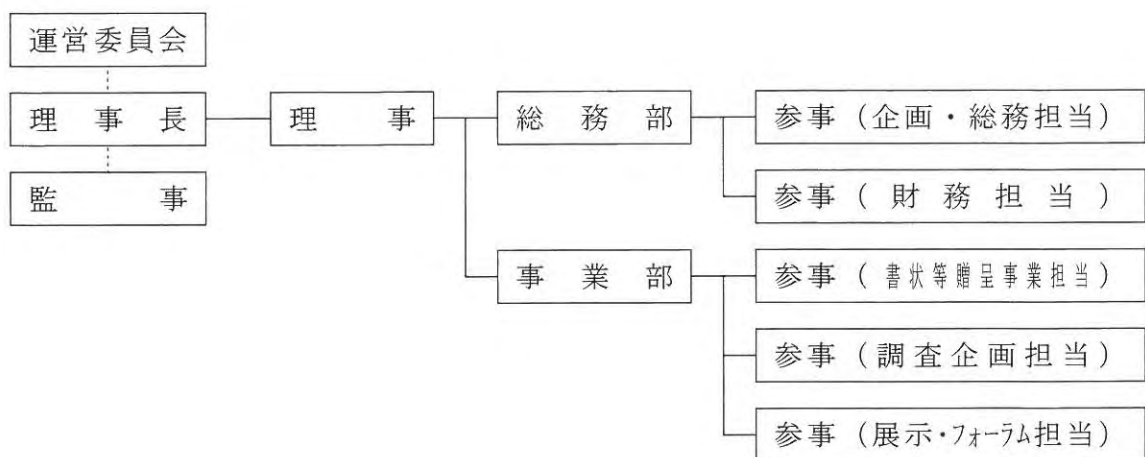 運営委員会
理事長
理事
総務部
参事(企画・総務担当)
監事
参事(財務担当)
事業部
参事(書状等贈呈事業担当)
参事(調査企画担当)
参事(展示・フォーラム担当)